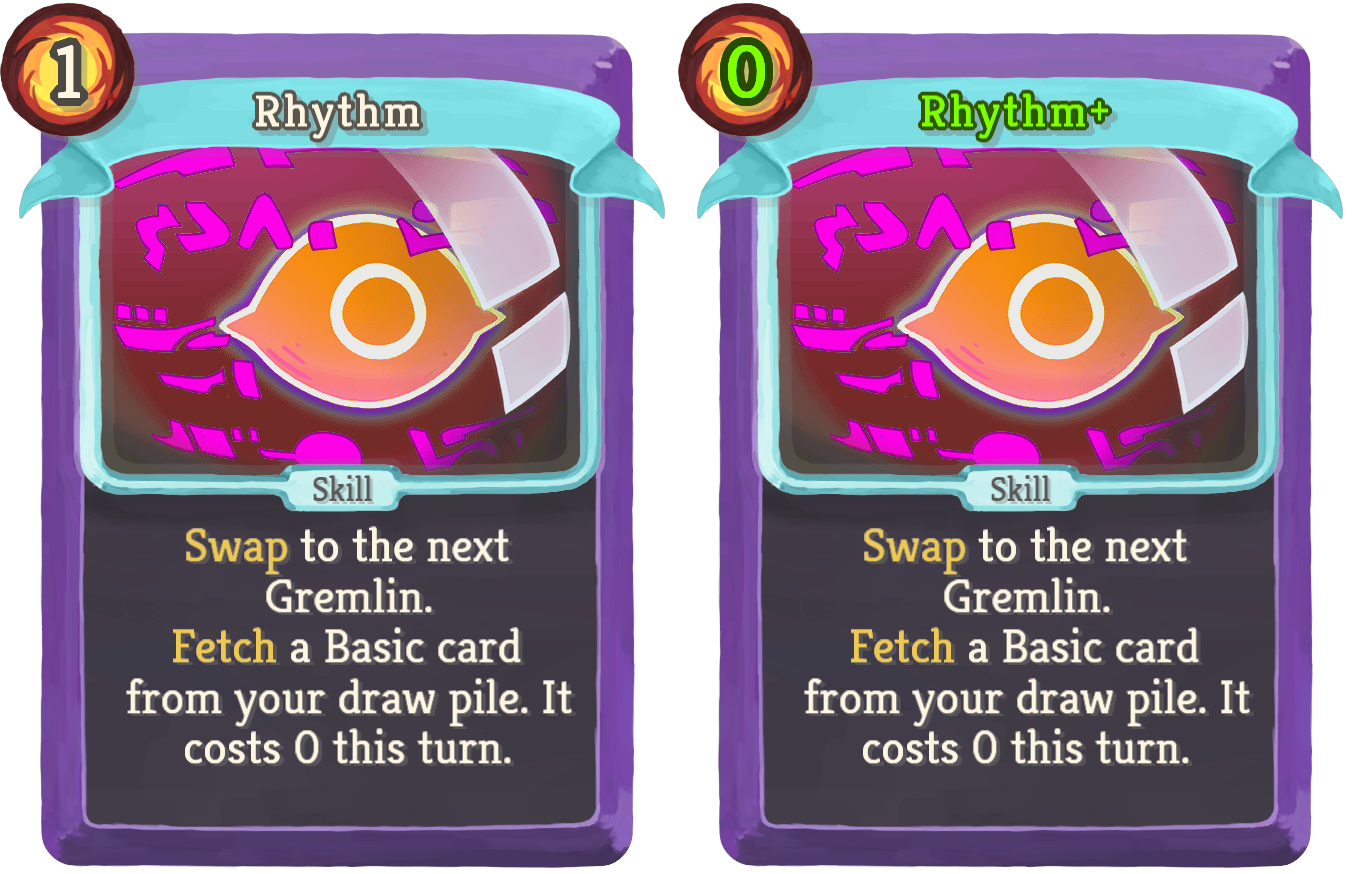 1
Rhythm
Skill
Swap to the next
Gremlin.
Fetch a Basic card
from your draw pile. It
costs 0 this turn.
0
Rhythm+
Skill
Swap to the next
Gremlin.
Fetch a Basic card
from your draw pile. It
costs 0 this turn.